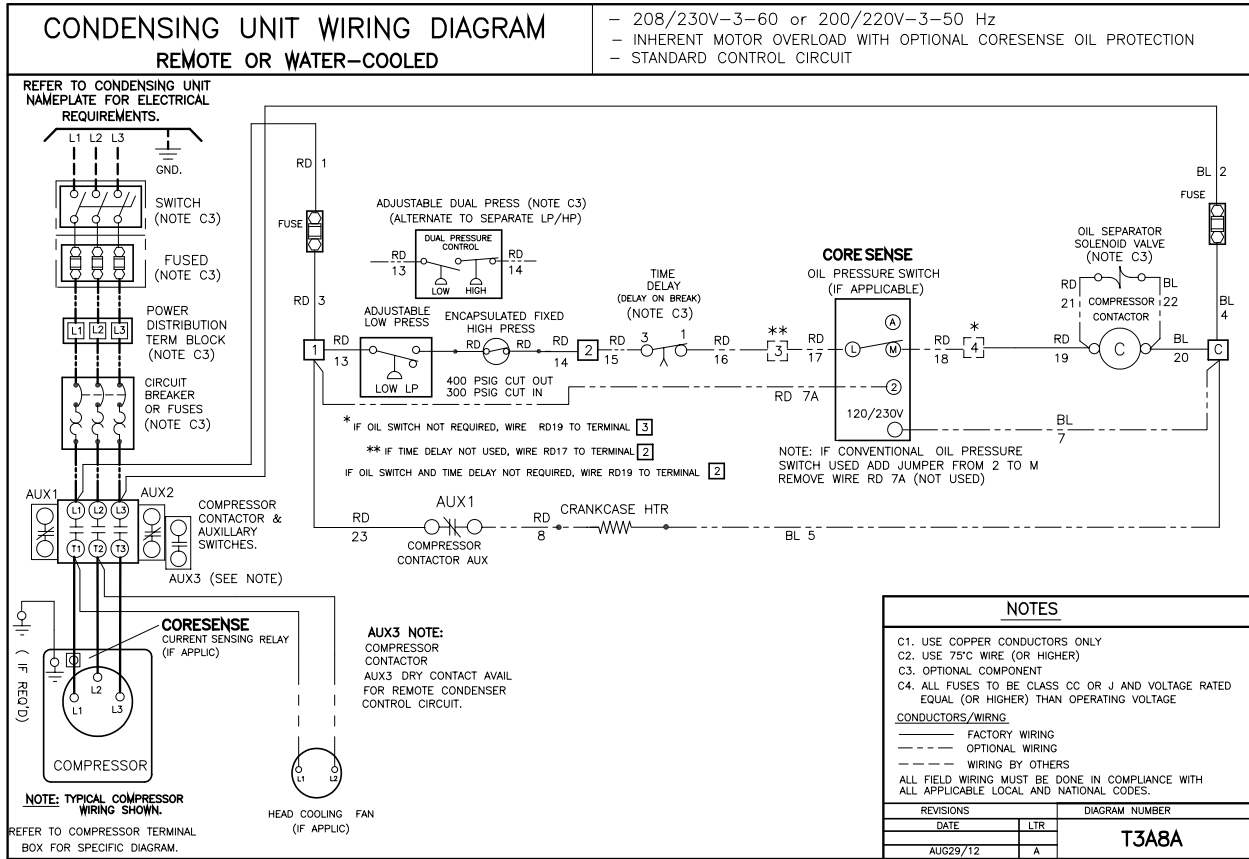 CONDENSING UNIT WIRING DIAGRAM
REMOTE OR WATER-COOLED
- 208/230V-3-60 or 200/220V-3-50 Hz
- INHERENT MOTOR OVERLOAD WITH OPTIONAL CORESENSE OIL PROTECTION
- STANDARD CONTROL CIRCUIT
REFER TO CONDENSING UNIT
NAMEPLATE FOR ELECTRICAL
REQUIREMENTS.
L1 L2 L3
GND.
SWITCH
(NOTE C3)
FUSED
(NOTE C3)
L1 L2 L3
POWER
DISTRIBUTION
TERM BLOCK
(NOTE C3)
CIRCUIT
BREAKER
OR FUSES
(NOTE C3)
AUX1
AUX2
L1 L2 L3
T1 T2 T3
COMPRESSOR
CONTACTOR &
AUXILLARY
SWITCHES.
AUX3 (SEE NOTE)
( IF REQ'D)
CORESENSE
CURRENT SENSING RELAY
(IF APPLIC)
L2
L1 L3
COMPRESSOR
NOTE: TYPICAL COMPRESSOR
WIRING SHOWN.
REFER TO COMPRESSOR TERMINAL
BOX FOR SPECIFIC DIAGRAM.
L1 L2
HEAD COOLING FAN
(IF APPLIC)
AUX3 NOTE:
COMPRESSOR
CONTACTOR
AUX3 DRY CONTACT AVAIL
FOR REMOTE CONDENSER
CONTROL CIRCUIT.
RD 1
FUSE
RD 3
1
RD
13
ADJUSTABLE DUAL PRESS (NOTE C3)
(ALTERNATE TO SEPARATE LP/HP)
DUAL PRESSURE
CONTROL
RD
13
LOW HIGH
RD
14
ADJUSTABLE
LOW PRESS
LOW LP
ENCAPSULATED FIXED
HIGH PRESS
RD RD
400 PSIG CUT OUT
300 PSIG CUT IN
RD
14
2
RD
15
TIME
DELAY
(DELAY ON BREAK)
(NOTE C3)
3 1
RD
16
**
3
RD
17
CORE SENSE
OIL PRESSURE SWITCH
(IF APPLICABLE)
A
L M
2
120/230V
RD 7A
RD
18
*
4
RD
19
OIL SEPARATOR
SOLENOID VALVE
(NOTE C3)
RD
21
BL
22
COMPRESSOR
CONTACTOR
C
BL
20
C
BL 2
FUSE
BL
4
BL
7
NOTE: IF CONVENTIONAL OIL PRESSURE
SWITCH USED ADD JUMPER FROM 2 TO M
REMOVE WIRE RD 7A (NOT USED)
* IF OIL SWITCH NOT REQUIRED, WIRE RD19 TO TERMINAL 3
** IF TIME DELAY NOT USED, WIRE RD17 TO TERMINAL 2
IF OIL SWITCH AND TIME DELAY NOT REQUIRED, WIRE RD19 TO TERMINAL 2
RD
23
AUX1
COMPRESSOR
CONTACTOR AUX
RD
8
CRANKCASE HTR
BL 5
NOTES
C1. USE COPPER CONDUCTORS ONLY
C2. USE 75°C WIRE (OR HIGHER)
C3. OPTIONAL COMPONENT
C4. ALL FUSES TO BE CLASS CC OR J AND VOLTAGE RATED
EQUAL (OR HIGHER) THAN OPERATING VOLTAGE
CONDUCTORS/WIRNG
FACTORY WIRING
OPTIONAL WIRING
WIRING BY OTHERS
ALL FIELD WIRING MUST BE DONE IN COMPLIANCE WITH
ALL APPLICABLE LOCAL AND NATIONAL CODES.
REVISIONS
DIAGRAM NUMBER
DATE LTR
T3A8A
AUG29/12 A